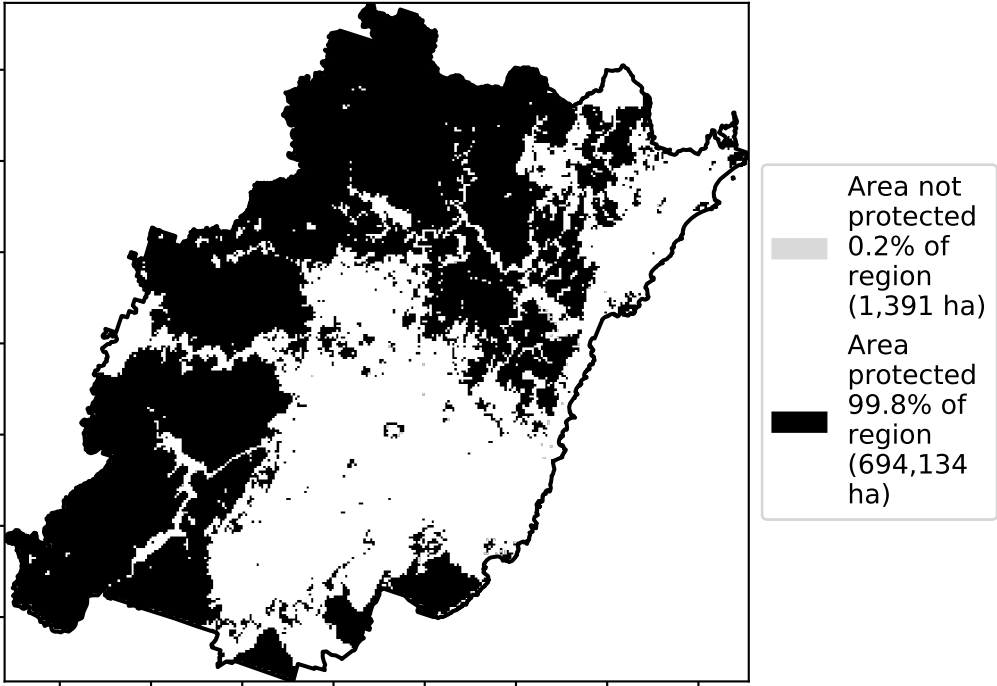 Area not
protected
0.2% of
region
(1,391 ha)
Area
protected
99.8% of
region
(694,134
ha)